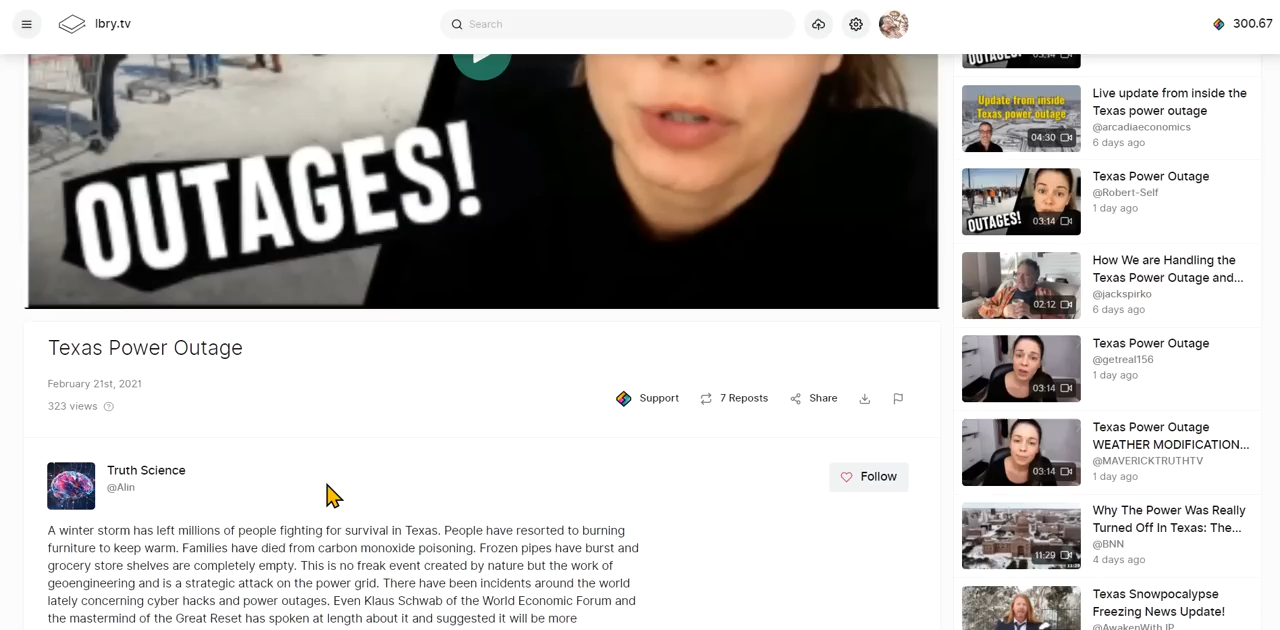 lbry.tv
Search
300.67
OUTAGES!
Texas Power Outage
February 21st, 2021
323 views
Support
7 Reposts
Share
Truth Science
@Alin
Follow
A winter storm has left millions of people fighting for survival in Texas. People have resorted to burning
furniture to keep warm. Families have died from carbon monoxide poisoning. Frozen pipes have burst and
grocery store shelves are completely empty. This is no freak event created by nature but the work of
geoengineering and is a strategic attack on the power grid. There have been incidents around the world
lately concerning cyber hacks and power outages. Even Klaus Schwab of the World Economic Forum and
the mastermind of the Great Reset has spoken at length about it and suggested it will be more
OUTAGES!
03:14
Update from inside
Texas power outage
04:30
Live update from inside the
Texas power outage
@arcadiaeconomics
6 days ago
OUTAGES!
03:14
Texas Power Outage
@Robert-Self
1 day ago
02:12
How We are Handling the
Texas Power Outage and...
@jackspirko
6 days ago
03:14
Texas Power Outage
@getreal156
1 day ago
03:14
Texas Power Outage
WEATHER MODIFICATION...
@MAVERICKTRUTHTV
1 day ago
11:29
Why The Power Was Really
Turned Off In Texas: The...
@BNN
4 days ago
Texas Snowpocalypse
Freezing News Update!
@AwakenWithJP